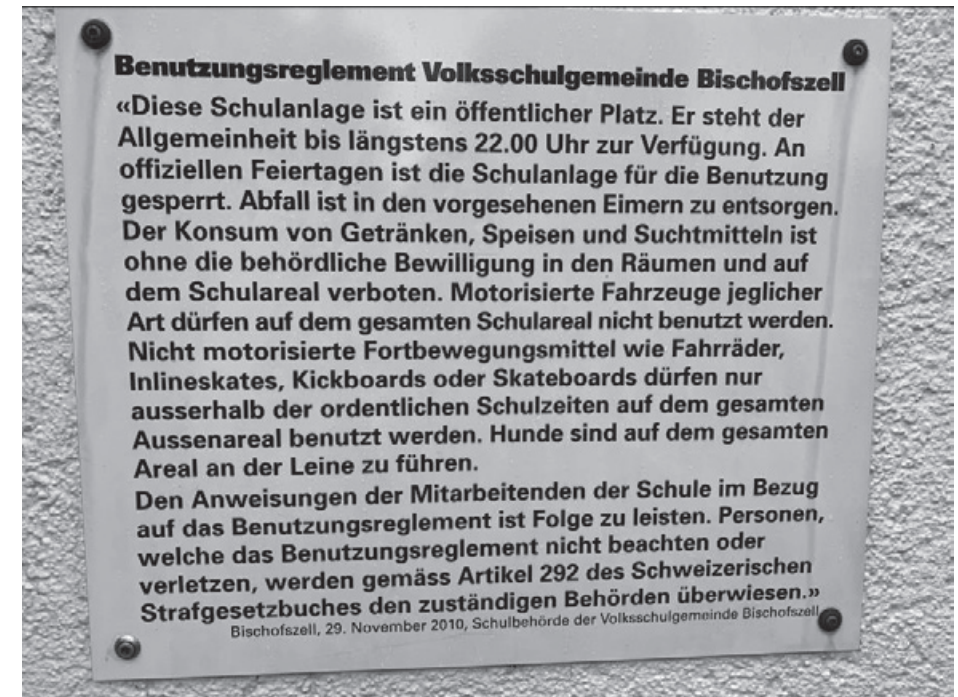 Benutzungsreglement Volksschulgemeinde Bischofszell
«Diese Schulanlage ist ein öffentlicher Platz. Er steht der
Allgemeinheit bis längstens 22.00 Uhr zur Verfügung. An
offiziellen Feiertagen ist die Schulanlage für die Benutzung
gesperrt. Abfall ist in den vorgesehenen Eimern zu entsorgen.
Der Konsum von Getränken, Speisen und Suchtmitteln ist
ohne die behördliche Bewilligung in den Räumen und auf
dem Schulareal verboten. Motorisierte Fahrzeuge jeglicher
Art dürfen auf dem gesamten Schulareal nicht benutzt werden.
Nicht motorisierte Fortbewegungsmittel wie Fahrräder,
Inlineskates, Kickboards oder Skateboards dürfen nur
ausserhalb der ordentlichen Schulzeiten auf dem gesamten
Aussenareal benutzt werden. Hunde sind auf dem gesamten
Areal an der Leine zu führen.
Den Anweisungen der Mitarbeitenden der Schule im Bezug
auf das Benutzungsreglement ist Folge zu leisten. Personen,
welche das Benutzungsreglement nicht beachten oder
verletzen, werden gemäss Artikel 292 des Schweizerischen
Strafgesetzbuches den zuständigen Behörden überwiesen.»
Bischofszell, 29. November 2010, Schulbehörde der Volksschulgemeinde Bischofszell